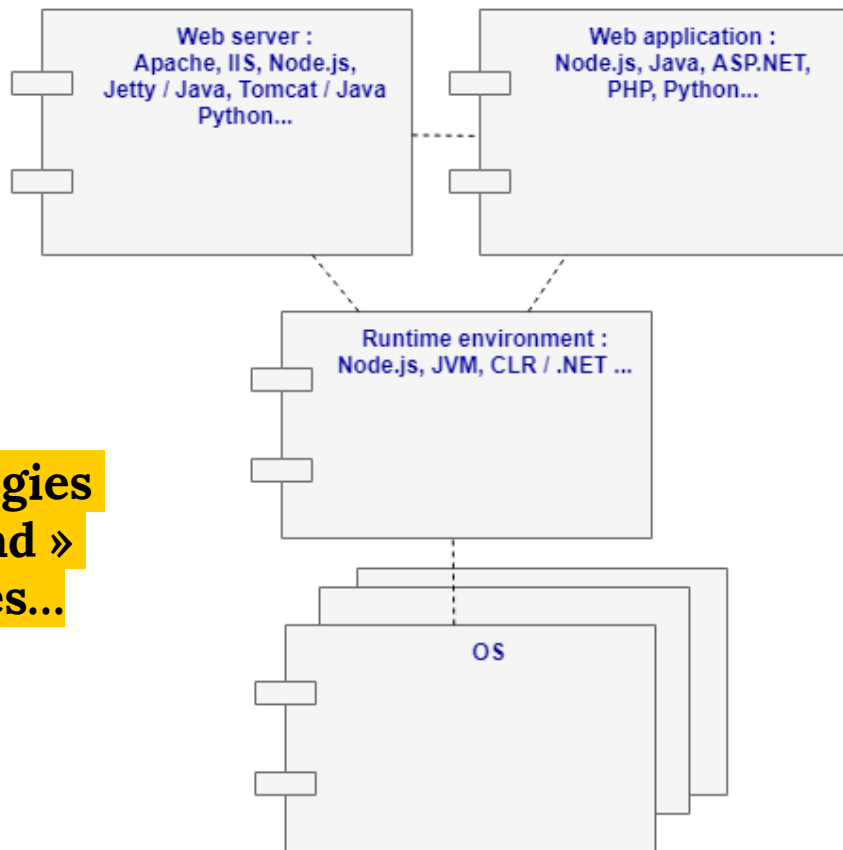 Web server :
Apache, IIS, Node.js,
Jetty / Java, Tomcat / Java
Python...
Web application :
Node.js, Java, ASP.NET,
PHP, Python...
Runtime environment :
Node.js, JVM, CLR / .NET ...
gies
nd »
es…
OS